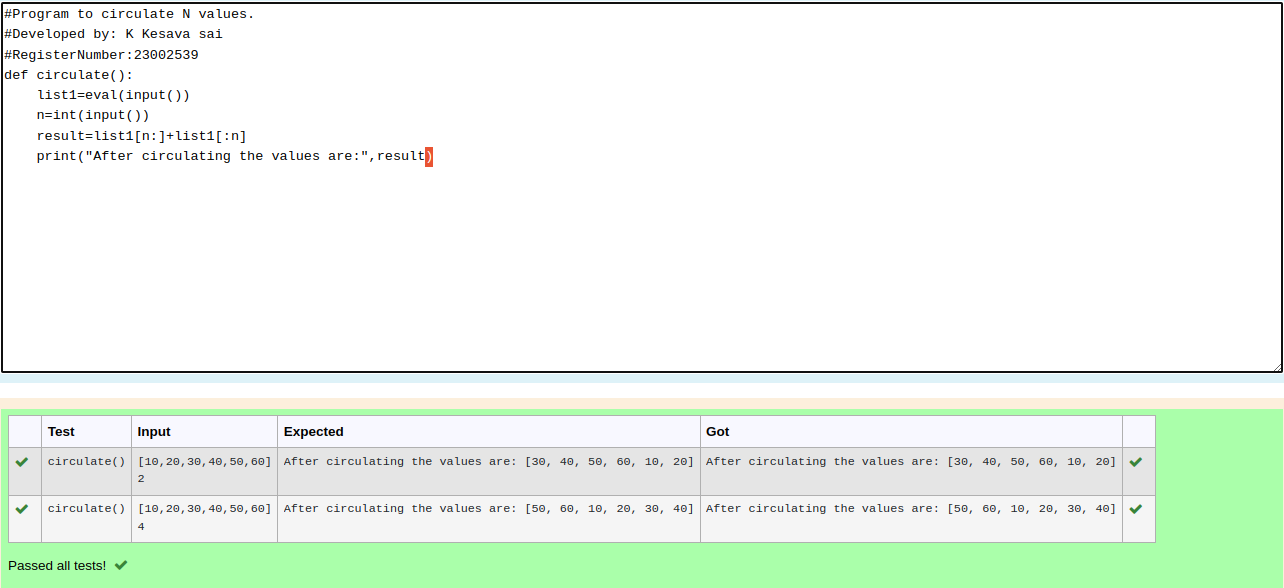 #Program to circulate N values.
#Developed by: K Kesava sai
#RegisterNumber:23002539
def circulate():
    list1=eval(input())
    n=int(input())
    result=list1[n:]+list1[:n]
    print("After circulating the values are:",result)
Test Input Expected Got
circulate() [10,20,30,40,50,60] After circulating the values are: [30, 40, 50, 60, 10, 20] After circulating the values are: [30, 40, 50, 60, 10, 20]
2
circulate() [10,20,30,40,50,60] After circulating the values are: [50, 60, 10, 20, 30, 40] After circulating the values are: [50, 60, 10, 20, 30, 40]
4
Passed all tests!